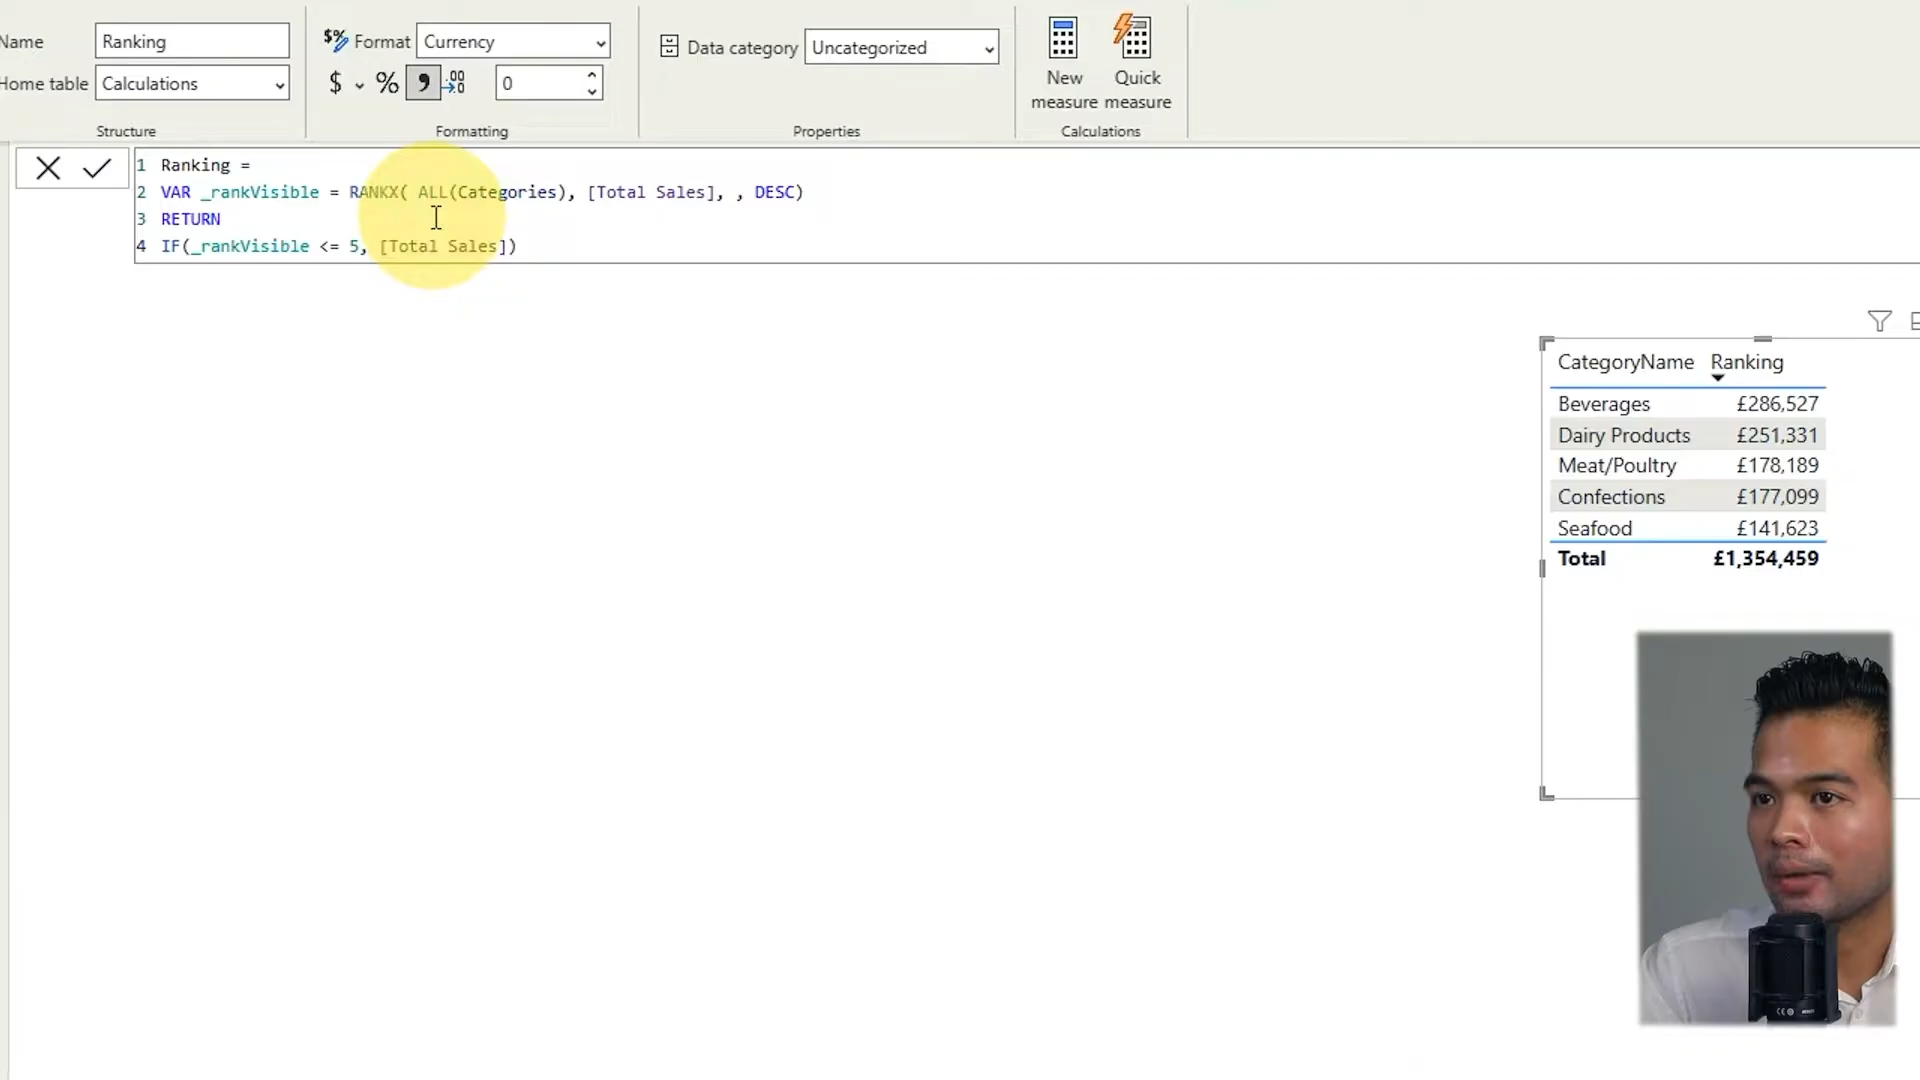 Name Ranking $% Format Currency Data category Uncategorized New measure Quick measure
Home table Calculations $ % , .00 →0 0
Structure Formatting Properties Calculations
1 Ranking =
2 VAR _rankVisible = RANKX( ALL(Categories), [Total Sales], , DESC)
3 RETURN
4 IF(_rankVisible <= 5, [Total Sales])
CategoryName Ranking
Beverages £286,527
Dairy Products £251,331
Meat/Poultry £178,189
Confections £177,099
Seafood £141,623
Total £1,354,459